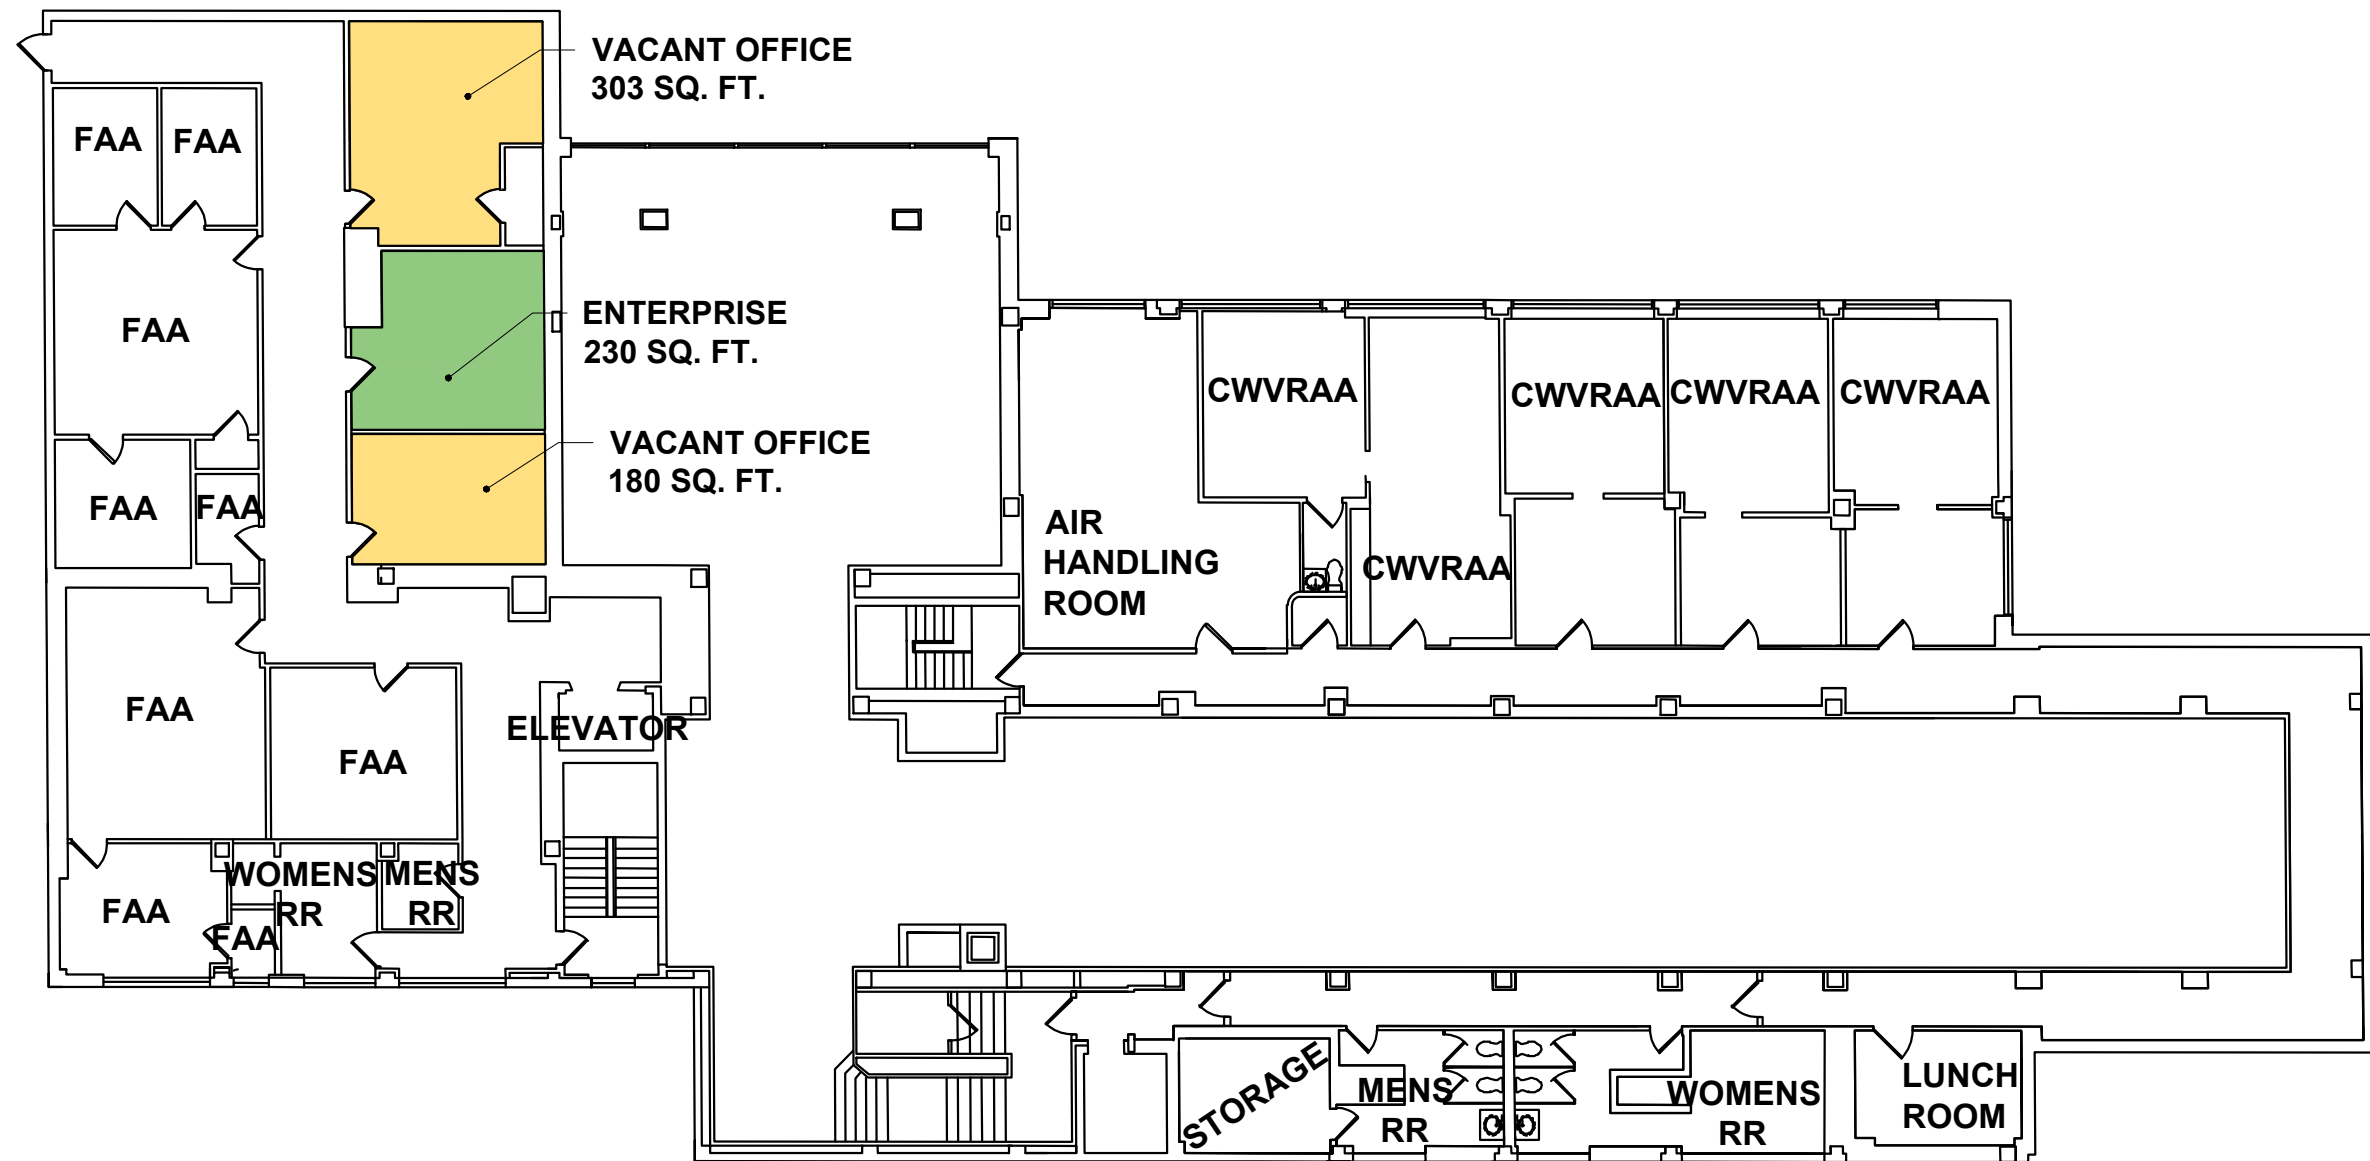 VACANT OFFICE
303 SQ. FT.
FAA
FAA
FAA
ENTERPRISE
230 SQ. FT.
VACANT OFFICE
180 SQ. FT.
FAA
FAA
CWVRAA
CWVRAA
CWVRAA
CWVRAA
CWVRAA
AIR
HANDLING
ROOM
FAA
FAA
ELEVATOR
FAA
FAA
WOMENS
RR
MENS
RR
STORAGE
MENS
RR
WOMENS
RR
LUNCH
ROOM